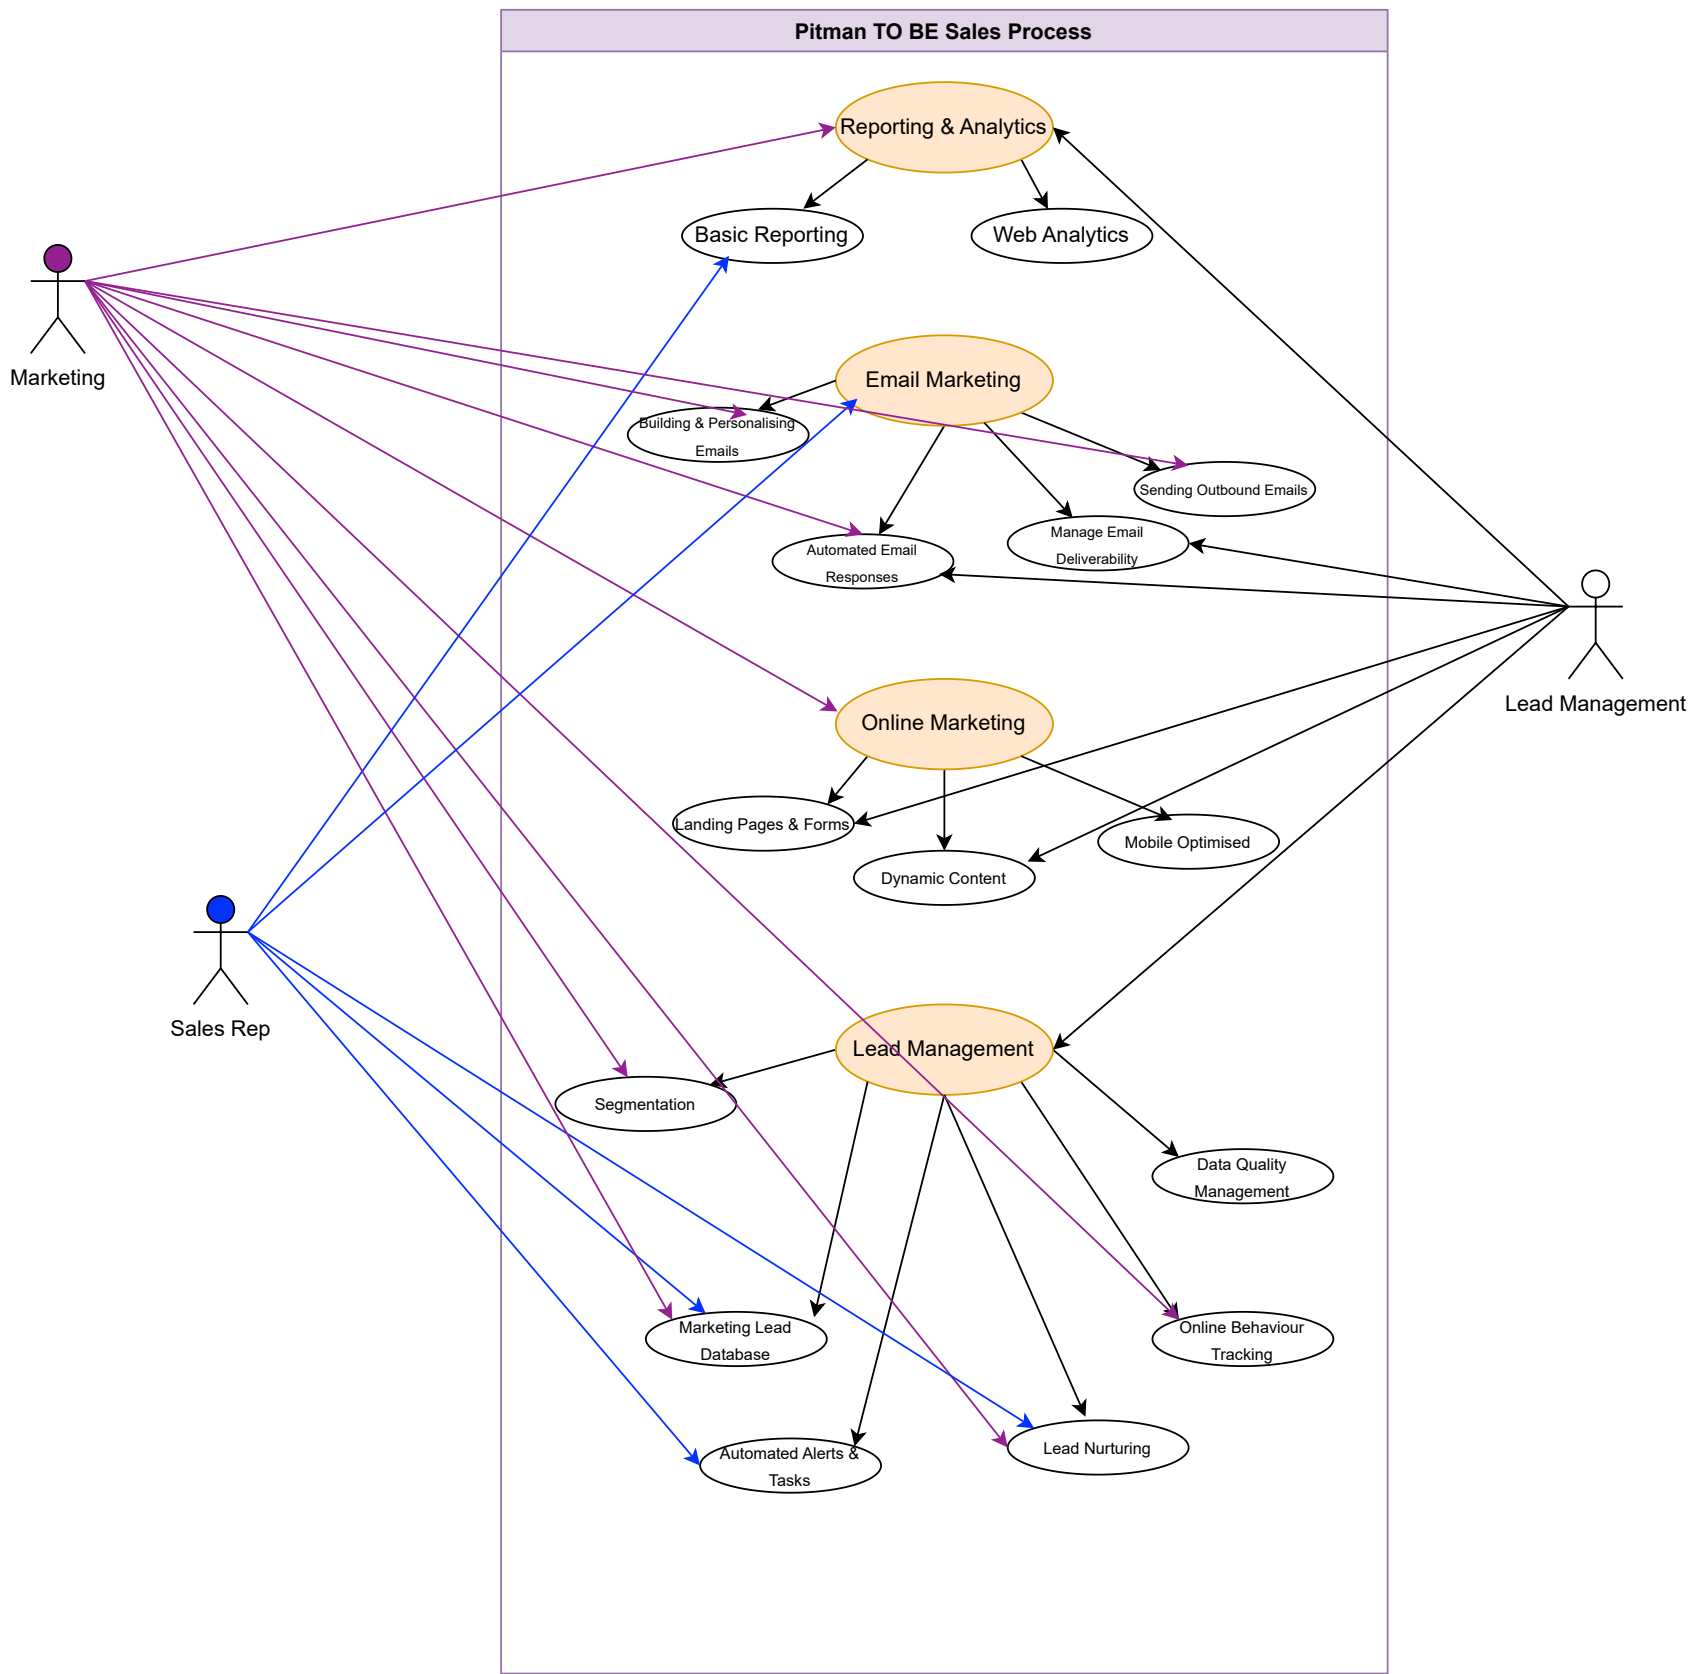 Pitman TO BE Sales Process
Reporting & Analytics
Basic Reporting
Web Analytics
Marketing
Email Marketing
Building & Personalising
Emails
Sending Outbound Emails
Manage Email
Deliverability
Automated Email
Responses
Lead Management
Online Marketing
Landing Pages & Forms
Mobile Optimised
Dynamic Content
Sales Rep
Lead Management
Segmentation
Data Quality
Management
Marketing Lead
Database
Online Behaviour
Tracking
Automated Alerts &
Tasks
Lead Nurturing